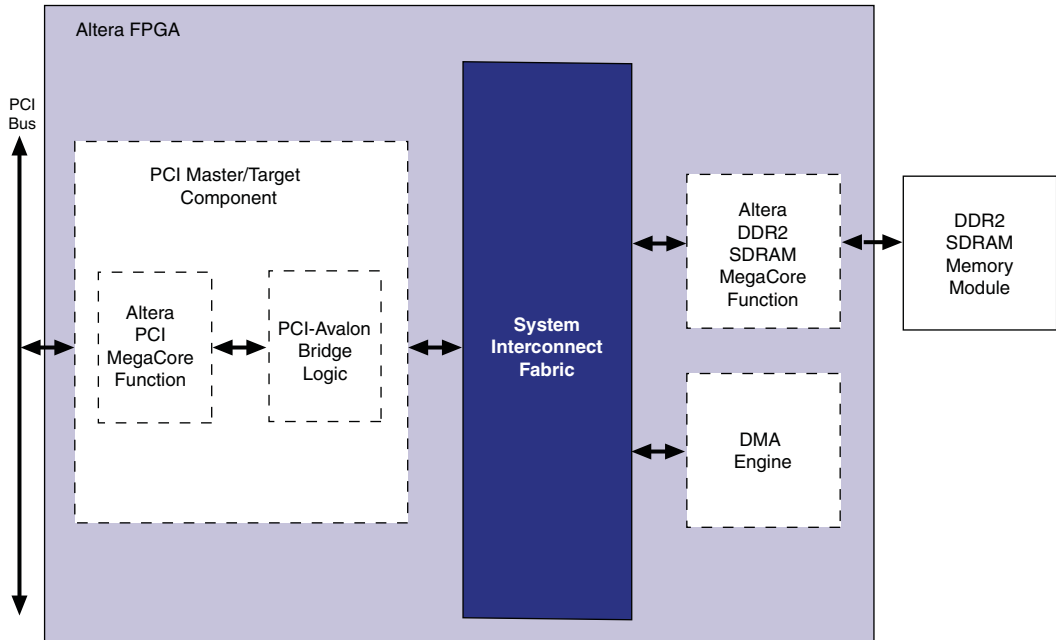 Altera FPGA
PCI
Bus
PCI Master/Target
Component
Altera
PCI
MegaCore
Function
PCI-Avalon
Bridge
Logic
System
Interconnect
Fabric
Altera
DDR2
SDRAM
MegaCore
Function
DDR2
SDRAM
Memory
Module
DMA
Engine